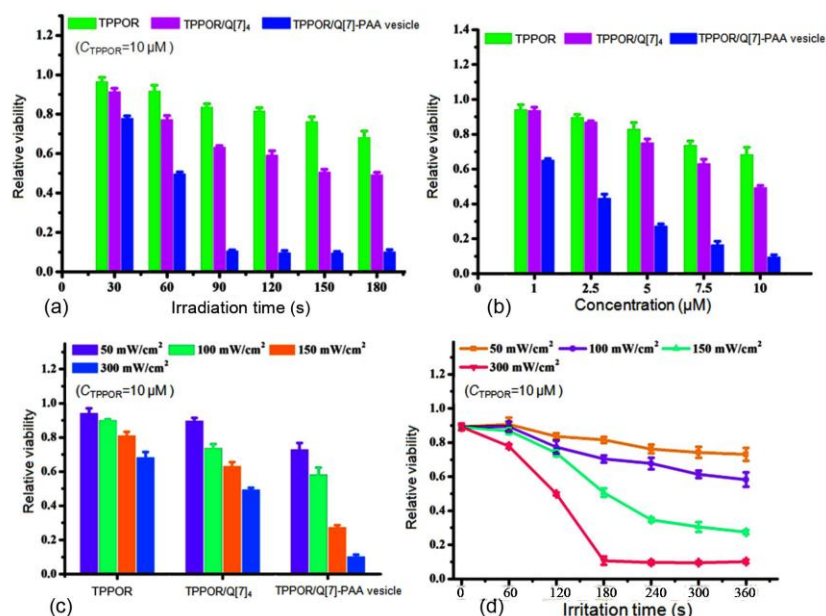 TPPOR TPPOR/Q[7]₄ TPPOR/Q[7]-PAA vesicle
(C_TPPOR=10 μM)
Relative viability
1.2
1.0
0.8
0.6
0.4
0.2
0.0
30 60 90 120 150 180
(a) Irradiation time (s)
TPPOR TPPOR/Q[7]₄ TPPOR/Q[7]-PAA vesicle
Relative viability
1.4
1.2
1.0
0.8
0.6
0.4
0.2
0.0
1 2.5 5 7.5 10
(b) Concentration (μM)
50 mW/cm² 100 mW/cm² 150 mW/cm²
300 mW/cm²
(C_TPPOR=10 μM)
Relative viability
1.2
1.0
0.8
0.6
0.4
0.2
0.0
TPPOR TPPOR/Q[7]₄ TPPOR/Q[7]-PAA vesicle
(c)
50 mW/cm² 100 mW/cm² 150 mW/cm²
300 mW/cm²
(C_TPPOR=10 μM)
Relative viability
1.4
1.2
1.0
0.8
0.6
0.4
0.2
0.0
0 60 120 180 240 300 360
(d) Irritation time (s)